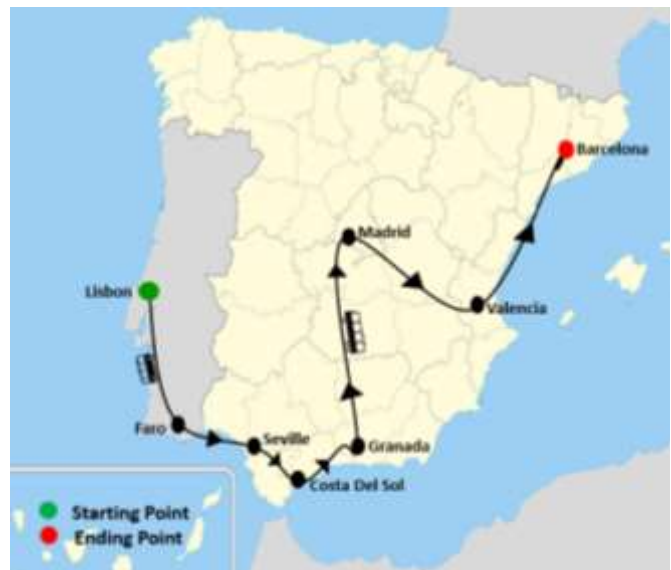 Barcelona
Madrid
Lisbon
Valencia
Faro
Seville
Granada
Costa Del Sol
Starting Point
Ending Point